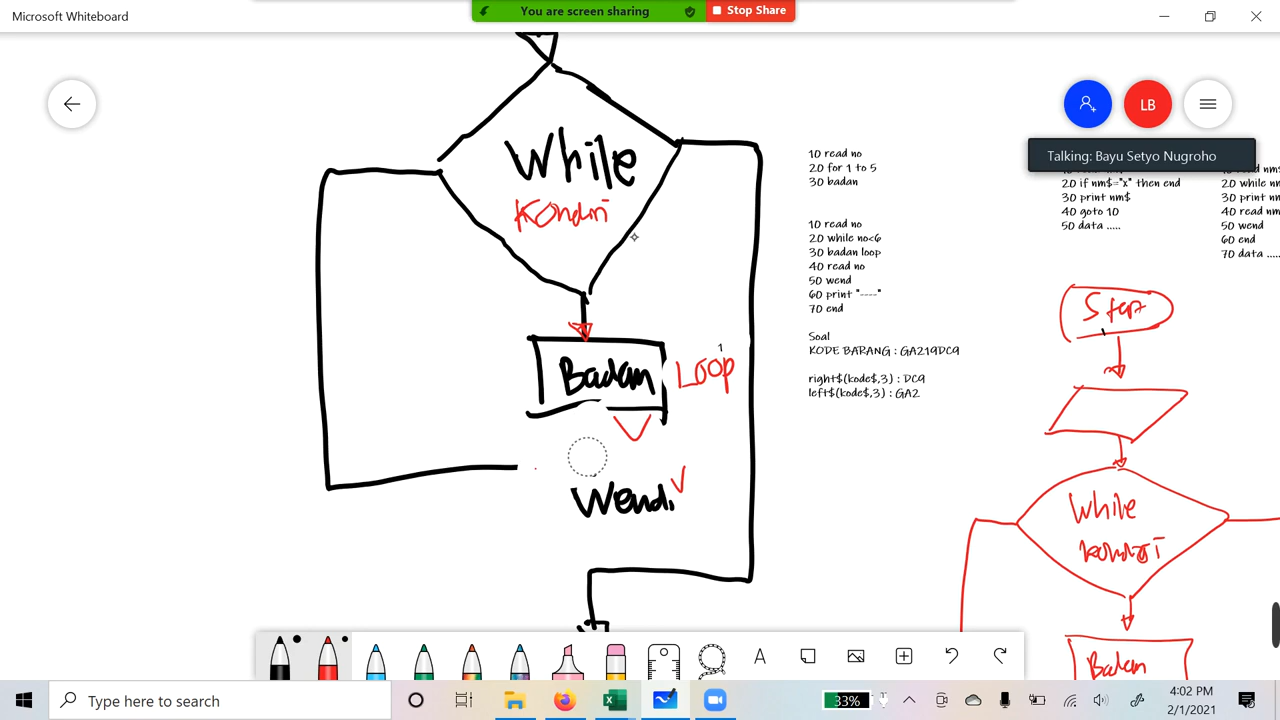 Microsoft Whiteboard
You are screen sharing
Stop Share
LB
Talking: Bayu Setyo Nugroho
While
Kondisi
Badan
LOOP
Wend
10 read no
20 for 1 to 5
30 badan
10 read no
20 while no<6
30 badan loop
40 read no
50 wend
60 print "----"
70 end
Soal
KODE BARANG : GA219DC9
right$(kode$,3) : DC9
left$(kode$,3) : GA2
20 if nm$="x" then end
30 print nm$
40 goto 10
50 data .....
20 while n
30 print nm
40 read nm
50 wend
60 end
70 data ....
Start
While
kondisi
Badan
A
33%
Type here to search
4:02 PM
2/1/2021